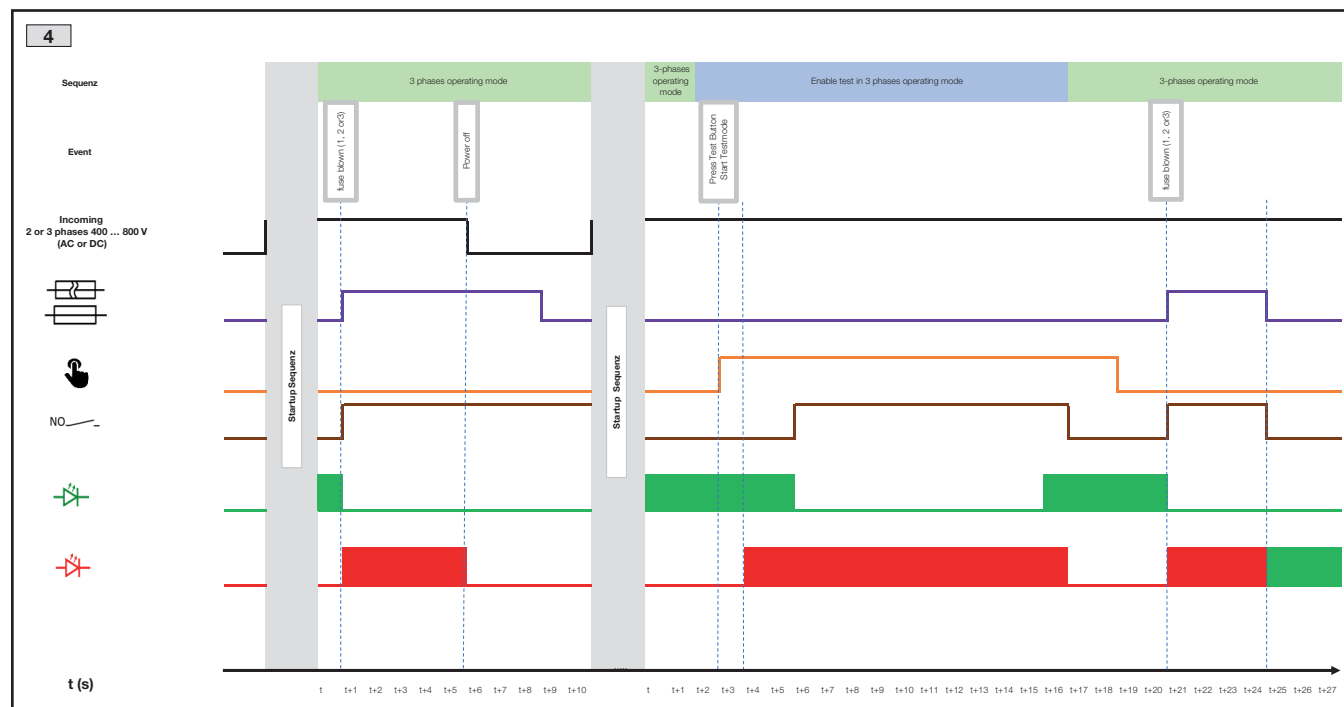 4
Sequenz
3 phases operating mode
3-phases
operating
mode
Enable test in 3 phases operating mode
3-phases operating mode
Event
fuse blown (1, 2 or3)
Power off
Press Test Button
Start Testmode
fuse blown (1, 2 or3)
Incoming
2 or 3 phases 400 ... 800 V
(AC or DC)
Startup Sequenz
Startup Sequenz
NO
.....
t (s)
t t+1 t+2 t+3 t+4 t+5 t+6 t+7 t+8 t+9 t+10
t t+1 t+2 t+3 t+4 t+5 t+6 t+7 t+8 t+9 t+10 t+11 t+12 t+13 t+14 t+15 t+16 t+17 t+18 t+19 t+20 t+21 t+22 t+23 t+24 t+25 t+26 t+27